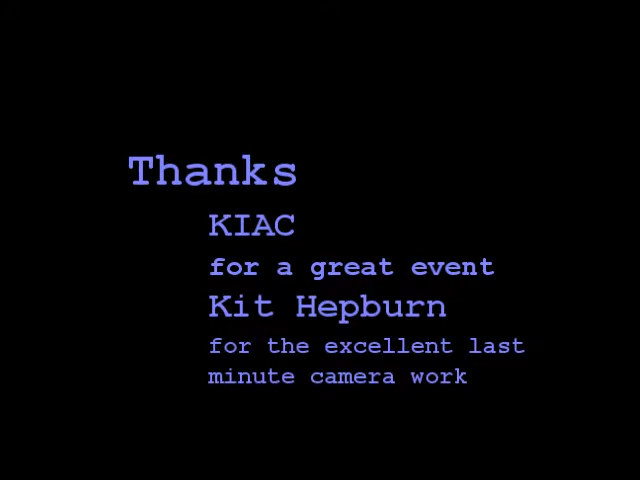 Thanks
KIAC
for a great event
Kit Hepburn
for the excellent last
minute camera work